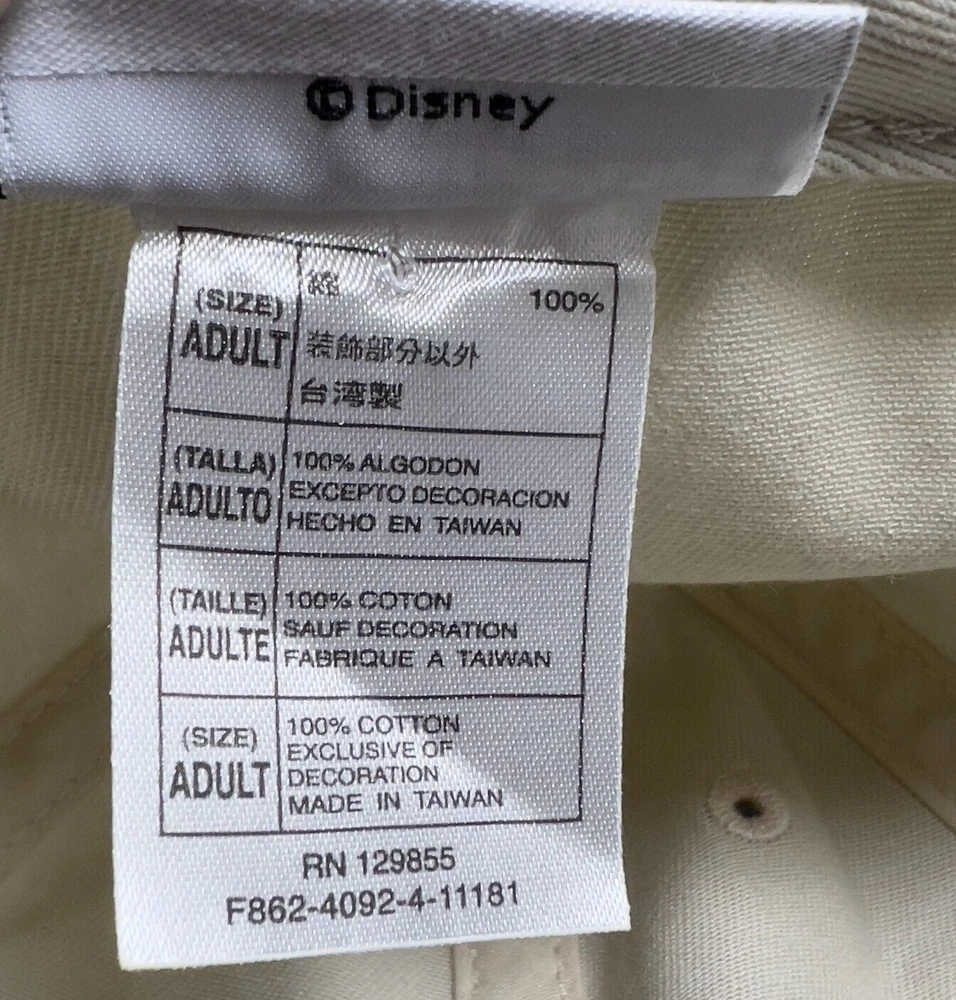 © Disney
(SIZE)
ADULT
綿 100%
装飾部分以外
台湾製
(TALLA)
ADULTO
100% ALGODON
EXCEPTO DECORACION
HECHO EN TAIWAN
(TAILLE)
ADULTE
100% COTON
SAUF DECORATION
FABRIQUE A TAIWAN
(SIZE)
ADULT
100% COTTON
EXCLUSIVE OF
DECORATION
MADE IN TAIWAN
RN 129855
F862-4092-4-11181